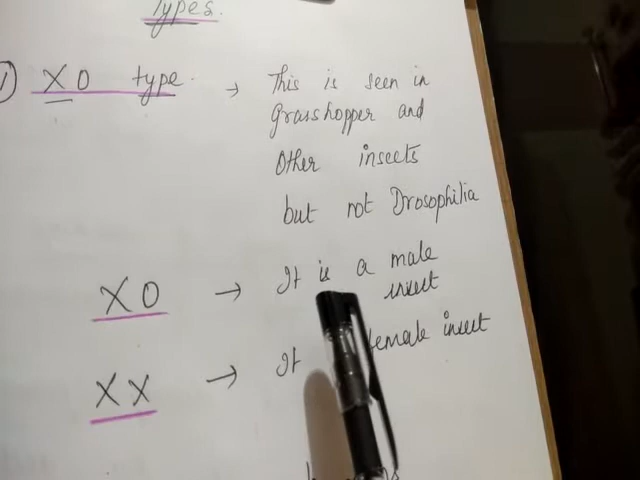 Types.
1) XO type. → This is seen in
Grasshopper and
Other insects
but not Drosophilia
XO → It is a male
insect
XX → It female insect